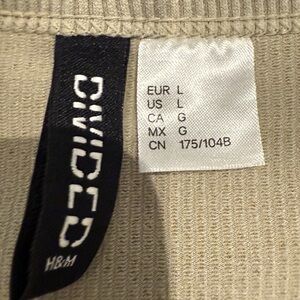 DIVIDED
H&M
EUR L
US L
CA G
MX G
CN 175/104B